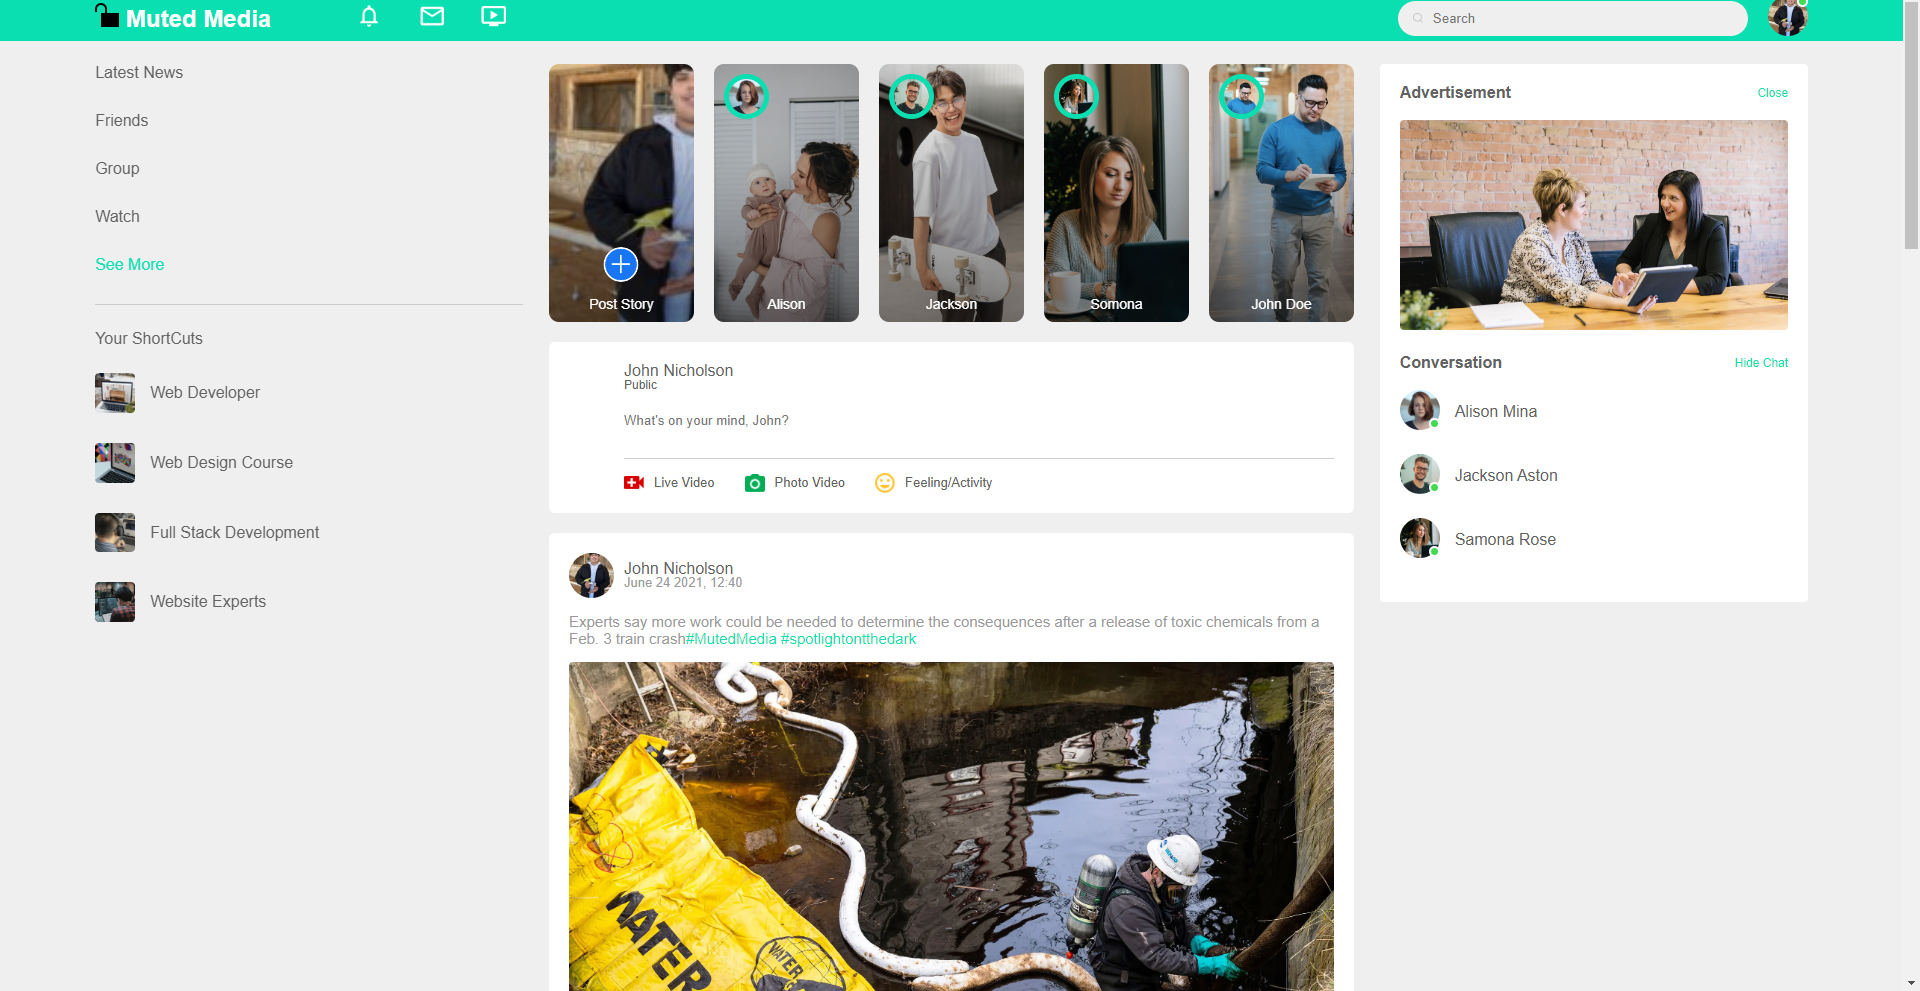 Muted Media
Search
Latest News
Friends
Group
Watch
See More
Your ShortCuts
Web Developer
Web Design Course
Full Stack Development
Website Experts
Post Story
Alison
Jackson
Somona
John Doe
John Nicholson
Public
What's on your mind, John?
Live Video
Photo Video
Feeling/Activity
John Nicholson
June 24 2021, 12:40
Experts say more work could be needed to determine the consequences after a release of toxic chemicals from a
Feb. 3 train crash#MutedMedia #spotlightontthedark
WATER
WATER
Advertisement
Close
Conversation
Hide Chat
Alison Mina
Jackson Aston
Samona Rose